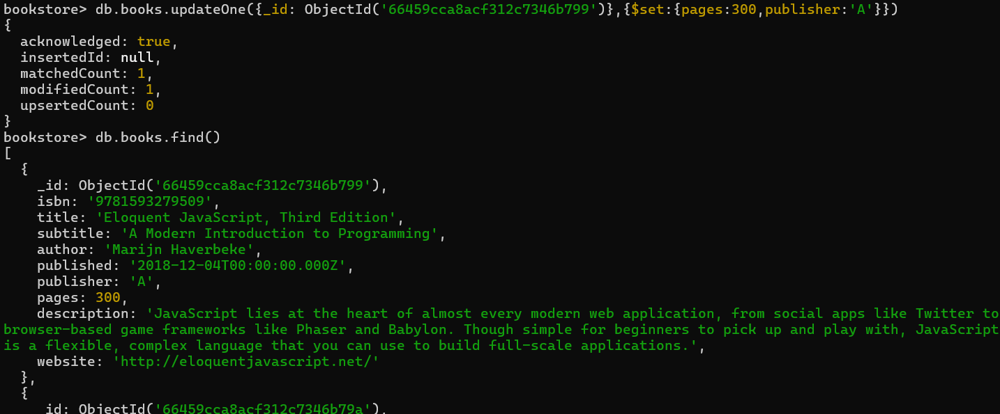 bookstore> db.books.updateOne({_id: ObjectId('66459cca8acf312c7346b799')},{$set:{pages:300,publisher:'A'}})
{
  acknowledged: true,
  insertedId: null,
  matchedCount: 1,
  modifiedCount: 1,
  upsertedCount: 0
}
bookstore> db.books.find()
[
  {
    _id: ObjectId('66459cca8acf312c7346b799'),
    isbn: '9781593279509',
    title: 'Eloquent JavaScript, Third Edition',
    subtitle: 'A Modern Introduction to Programming',
    author: 'Marijn Haverbeke',
    published: '2018-12-04T00:00:00.000Z',
    publisher: 'A',
    pages: 300,
    description: 'JavaScript lies at the heart of almost every modern web application, from social apps like Twitter to
browser-based game frameworks like Phaser and Babylon. Though simple for beginners to pick up and play with, JavaScript
is a flexible, complex language that you can use to build full-scale applications.',
    website: 'http://eloquentjavascript.net/'
  },
  {
    _id: ObjectId('66459cca8acf312c7346b79a'),